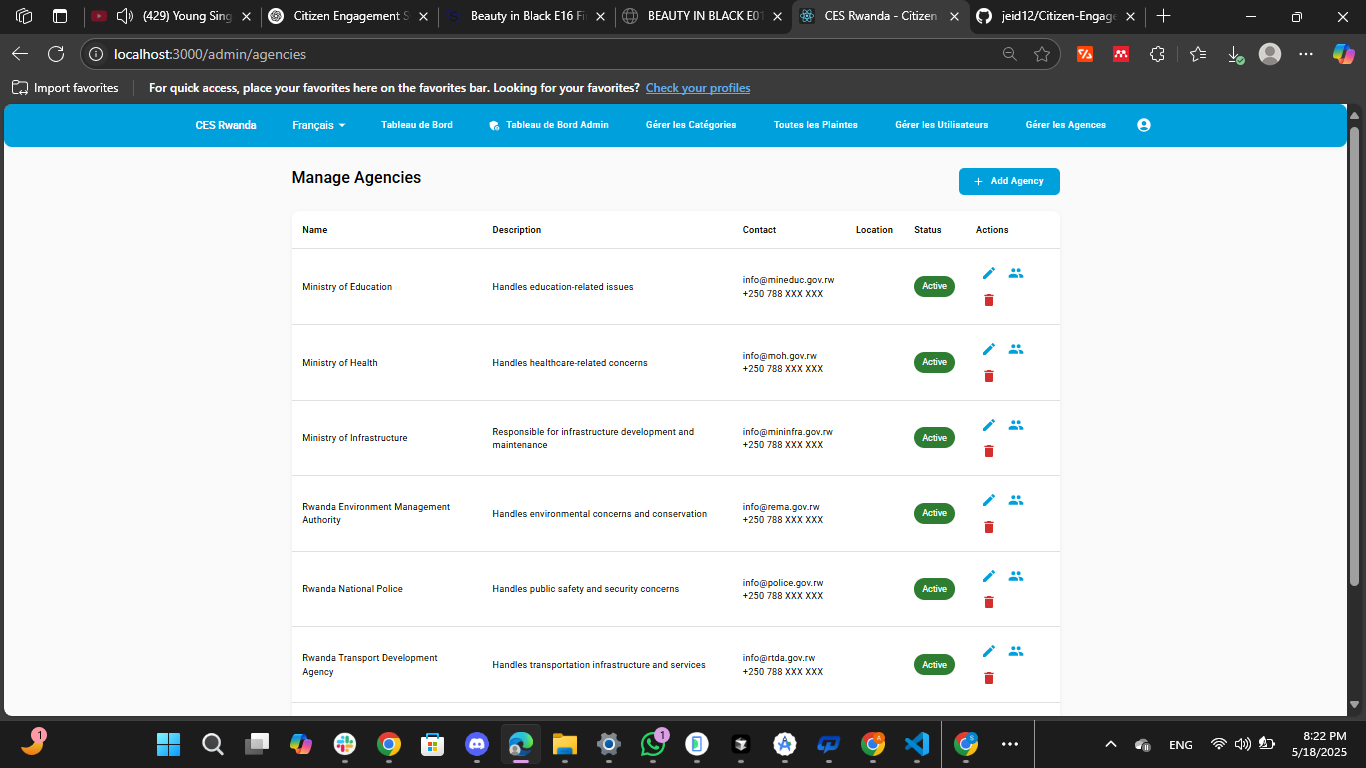 (429) Young Sing
Citizen Engagement S
Beauty in Black E16 Fi
BEAUTY IN BLACK E01
CES Rwanda - Citizen
jeid12/Citizen-Engage
localhost:3000/admin/agencies
Import favorites
For quick access, place your favorites here on the favorites bar. Looking for your favorites? Check your profiles
CES Rwanda
Français
Tableau de Bord
Tableau de Bord Admin
Gérer les Catégories
Toutes les Plaintes
Gérer les Utilisateurs
Gérer les Agences
Manage Agencies
+ Add Agency
Name Description Contact Location Status Actions
Ministry of Education
Handles education-related issues
info@mineduc.gov.rw
+250 788 XXX XXX
Active
Ministry of Health
Handles healthcare-related concerns
info@moh.gov.rw
+250 788 XXX XXX
Active
Ministry of Infrastructure
Responsible for infrastructure development and
maintenance
info@mininfra.gov.rw
+250 788 XXX XXX
Active
Rwanda Environment Management
Authority
Handles environmental concerns and conservation
info@rema.gov.rw
+250 788 XXX XXX
Active
Rwanda National Police
Handles public safety and security concerns
info@police.gov.rw
+250 788 XXX XXX
Active
Rwanda Transport Development
Agency
Handles transportation infrastructure and services
info@rtda.gov.rw
+250 788 XXX XXX
Active
1
1
ENG
8:22 PM
5/18/2025